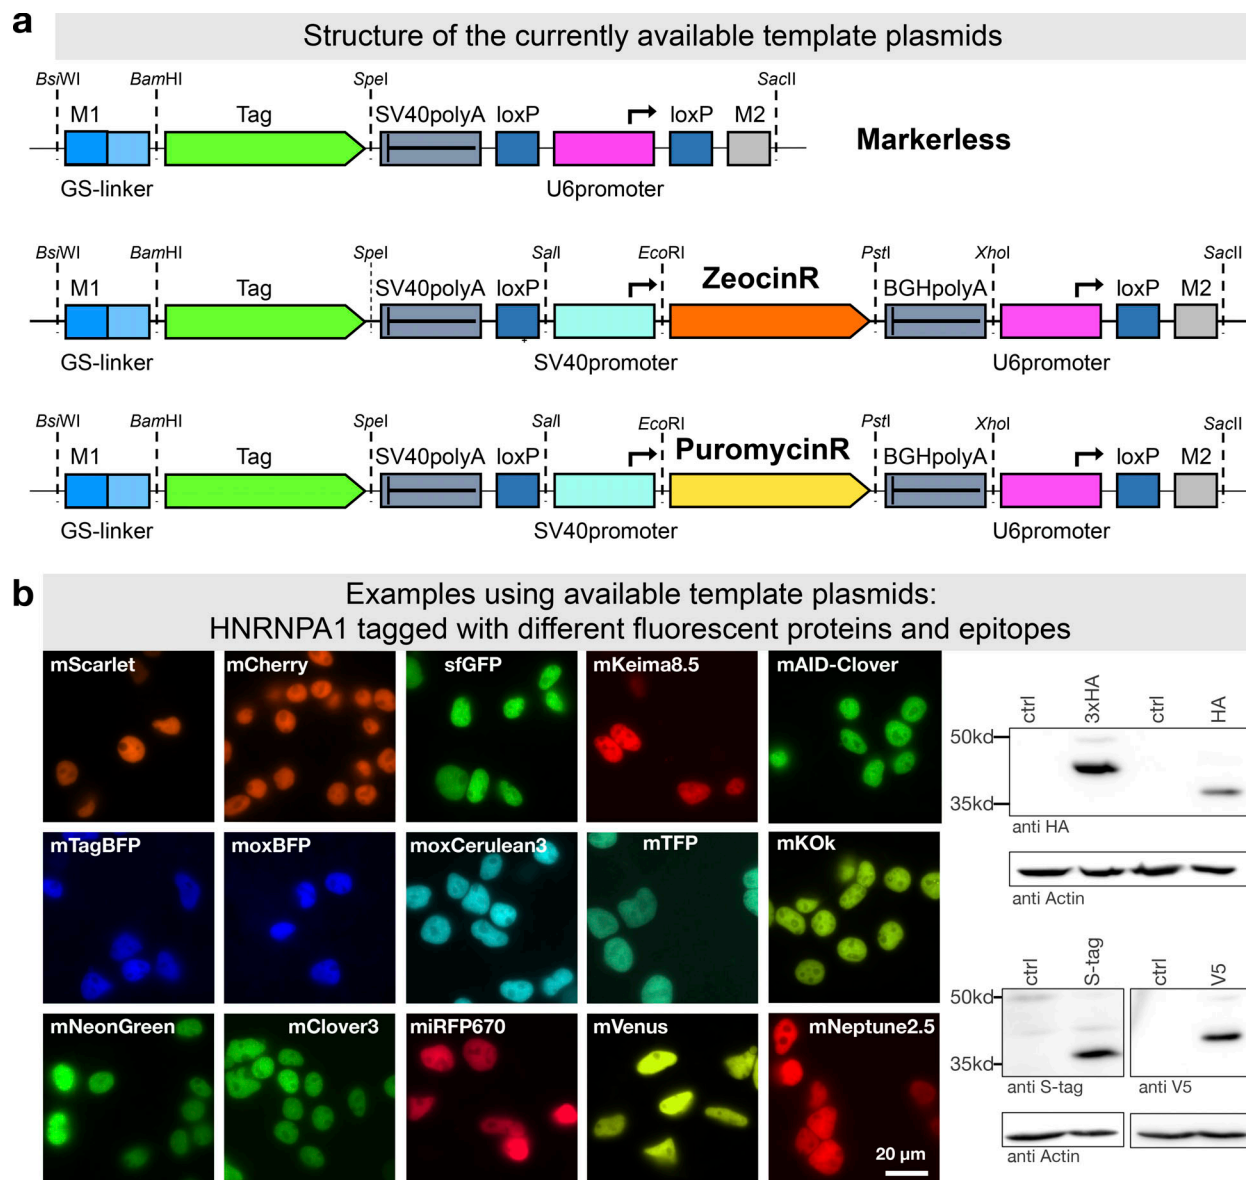 a
Structure of the currently available template plasmids
BsiWI BamHI SpeI SacII
M1 Tag SV40polyA loxP loxP M2
Markerless
GS-linker U6promoter
BsiWI BamHI SpeI SalI EcoRI PstI XhoI SacII
M1 Tag SV40polyA loxP ZeocinR BGHpolyA loxP M2
GS-linker SV40promoter U6promoter
BsiWI BamHI SpeI SalI EcoRI PstI XhoI SacII
M1 Tag SV40polyA loxP PuromycinR BGHpolyA loxP M2
GS-linker SV40promoter U6promoter
b
Examples using available template plasmids:
HNRNPA1 tagged with different fluorescent proteins and epitopes
mScarlet mCherry sfGFP mKeima8.5 mAID-Clover
mTagBFP moxBFP moxCerulean3 mTFP mKOk
mNeonGreen mClover3 miRFP670 mVenus mNeptune2.5
20 µm
ctrl 3xHA ctrl HA
50kd
35kd
anti HA
anti Actin
ctrl S-tag ctrl V5
50kd
35kd
anti S-tag anti V5
anti Actin